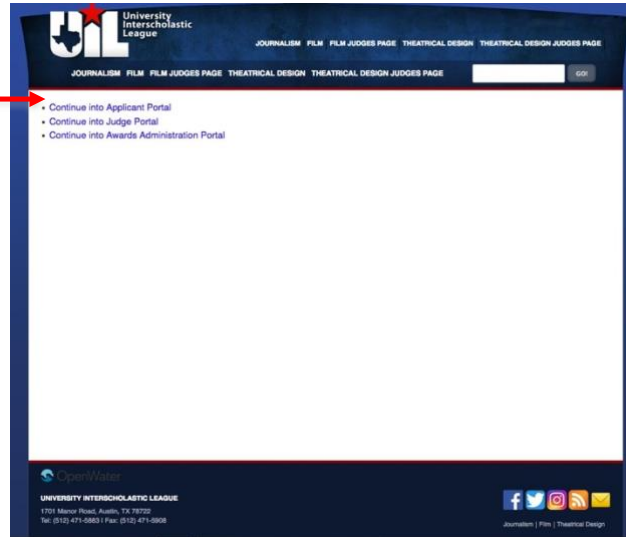 UIL
University
Interscholastic
League
JOURNALISM FILM FILM JUDGES PAGE THEATRICAL DESIGN THEATRICAL DESIGN JUDGES PAGE
JOURNALISM FILM FILM JUDGES PAGE THEATRICAL DESIGN THEATRICAL DESIGN JUDGES PAGE GO!
• Continue into Applicant Portal
• Continue into Judge Portal
• Continue into Awards Administration Portal
OpenWater
UNIVERSITY INTERSCHOLASTIC LEAGUE
1701 Manor Road, Austin, TX 78722
Tel: (512) 471-5883 | Fax: (512) 471-5908
Journalism | Film | Theatrical Design